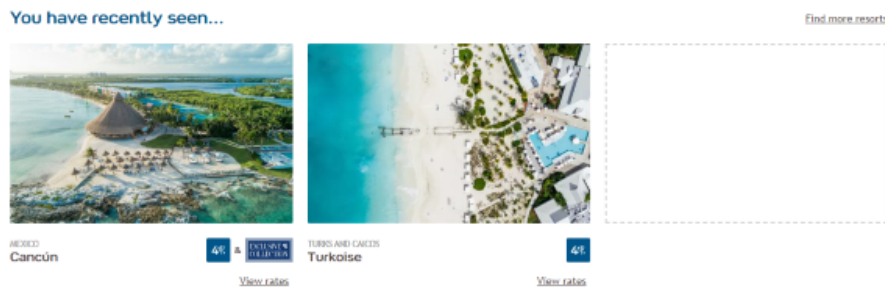 You have recently seen...
Find more resorts
MEXICO
Cancún
4
&
EXCLUSIVE
COLLECTION
View rates
TURKS AND CAICOS
Turkoise
4
View rates